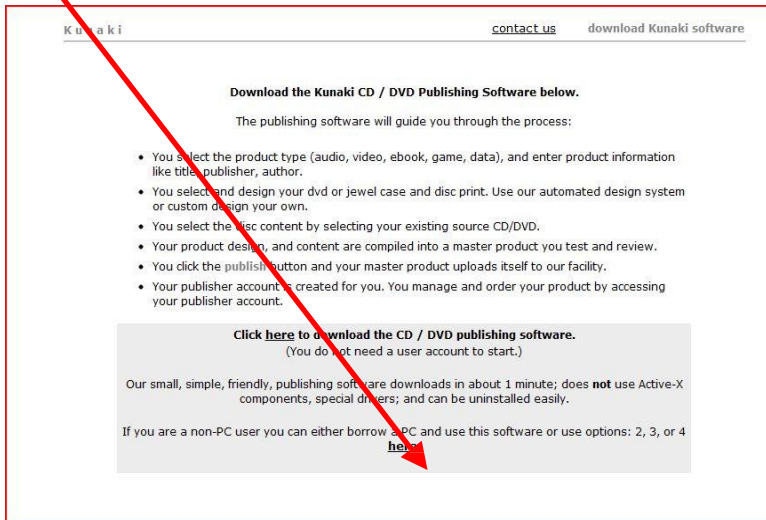 Kunaki contact us download Kunaki software
Download the Kunaki CD / DVD Publishing Software below.
The publishing software will guide you through the process:
• You select the product type (audio, video, ebook, game, data), and enter product information
like title, publisher, author.
• You select and design your dvd or jewel case and disc print. Use our automated design system
or custom design your own.
• You select the disc content by selecting your existing source CD/DVD.
• Your product design, and content are compiled into a master product you test and review.
• You click the publish button and your master product uploads itself to our facility.
• Your publisher account is created for you. You manage and order your product by accessing
your publisher account.
Click here to download the CD / DVD publishing software.
(You do not need a user account to start.)
Our small, simple, friendly, publishing software downloads in about 1 minute; does not use Active-X
components, special drivers; and can be uninstalled easily.
If you are a non-PC user you can either borrow a PC and use this software or use options: 2, 3, or 4
here